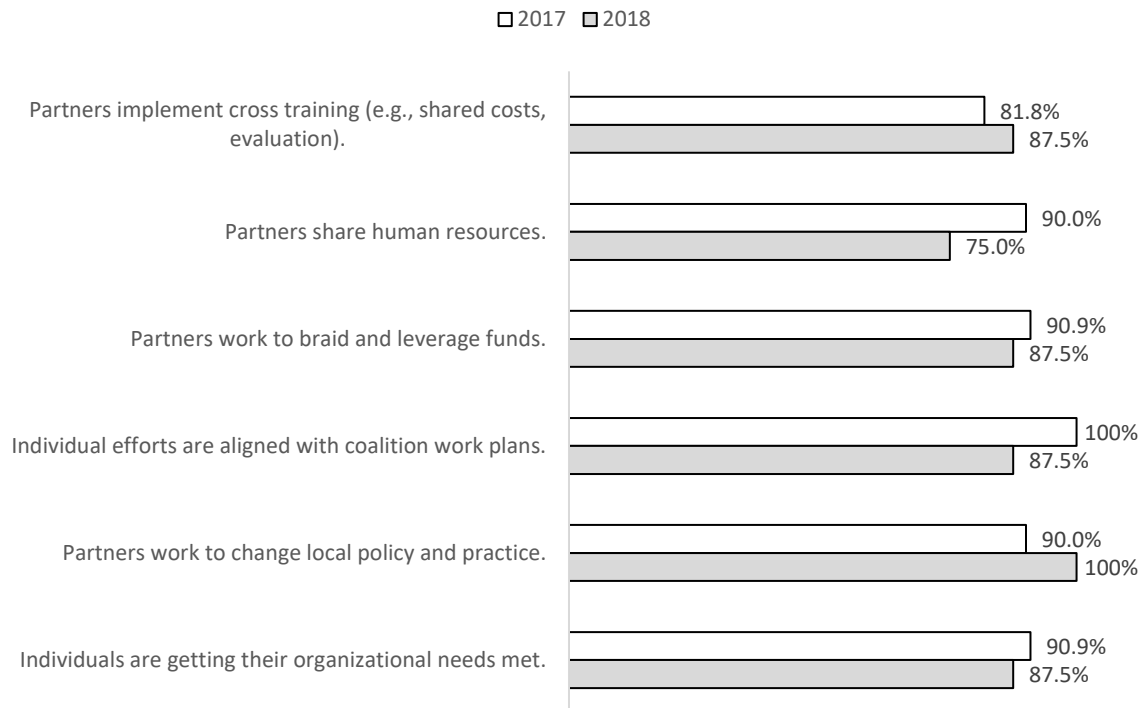 2017 2018
Partners implement cross training (e.g., shared costs,
evaluation).
81.8%
87.5%
Partners share human resources.
90.0%
75.0%
Partners work to braid and leverage funds.
90.9%
87.5%
Individual efforts are aligned with coalition work plans.
100%
87.5%
Partners work to change local policy and practice.
90.0%
100%
Individuals are getting their organizational needs met.
90.9%
87.5%